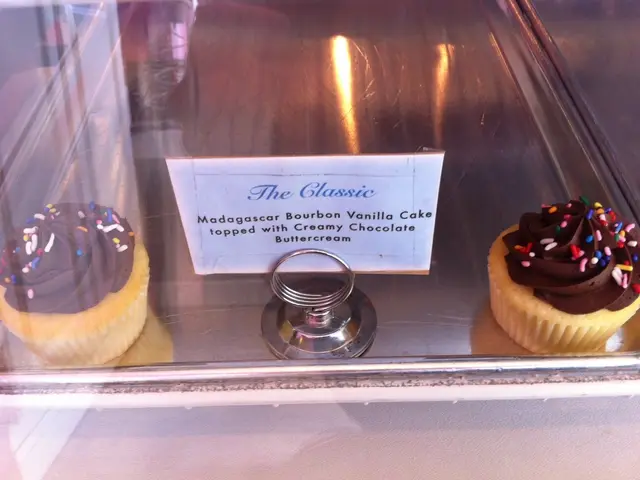 The Classic
Madagascar Bourbon Vanilla Cake
topped with Creamy Chocolate
Buttercream